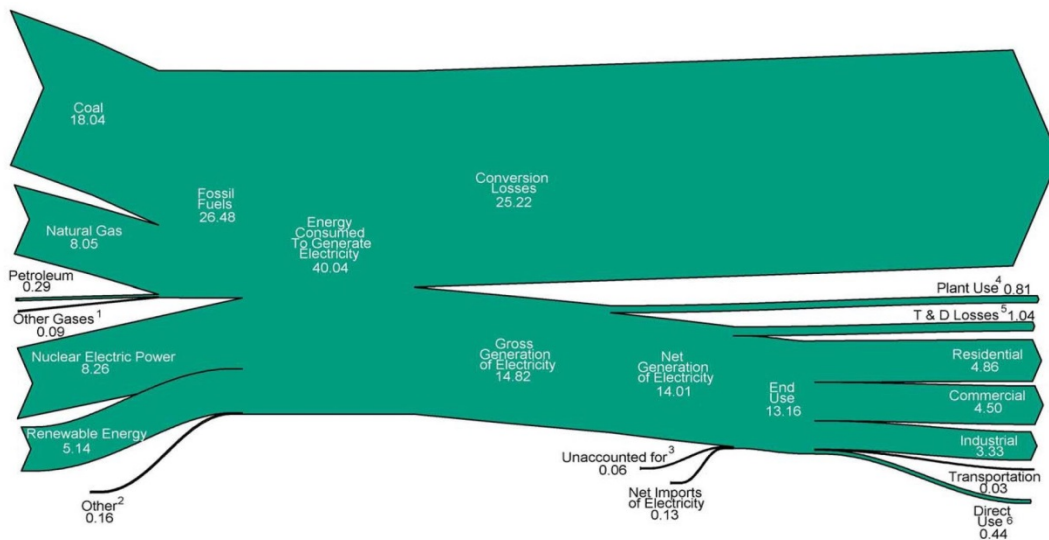 Coal
18.04
Natural Gas
8.05
Petroleum
0.29
Other Gases 1
0.09
Nuclear Electric Power
8.26
Renewable Energy
5.14
Other 2
0.16
Fossil
Fuels
26.48
Energy
Consumed
To Generate
Electricity
40.04
Conversion
Losses
25.22
Gross
Generation
of Electricity
14.82
Net
Generation
of Electricity
14.01
Unaccounted for 3
0.06
Net Imports
of Electricity
0.13
End
Use
13.16
Plant Use 4 0.81
T & D Losses 5 1.04
Residential
4.86
Commercial
4.50
Industrial
3.33
Transportation
0.03
Direct
Use 6
0.44